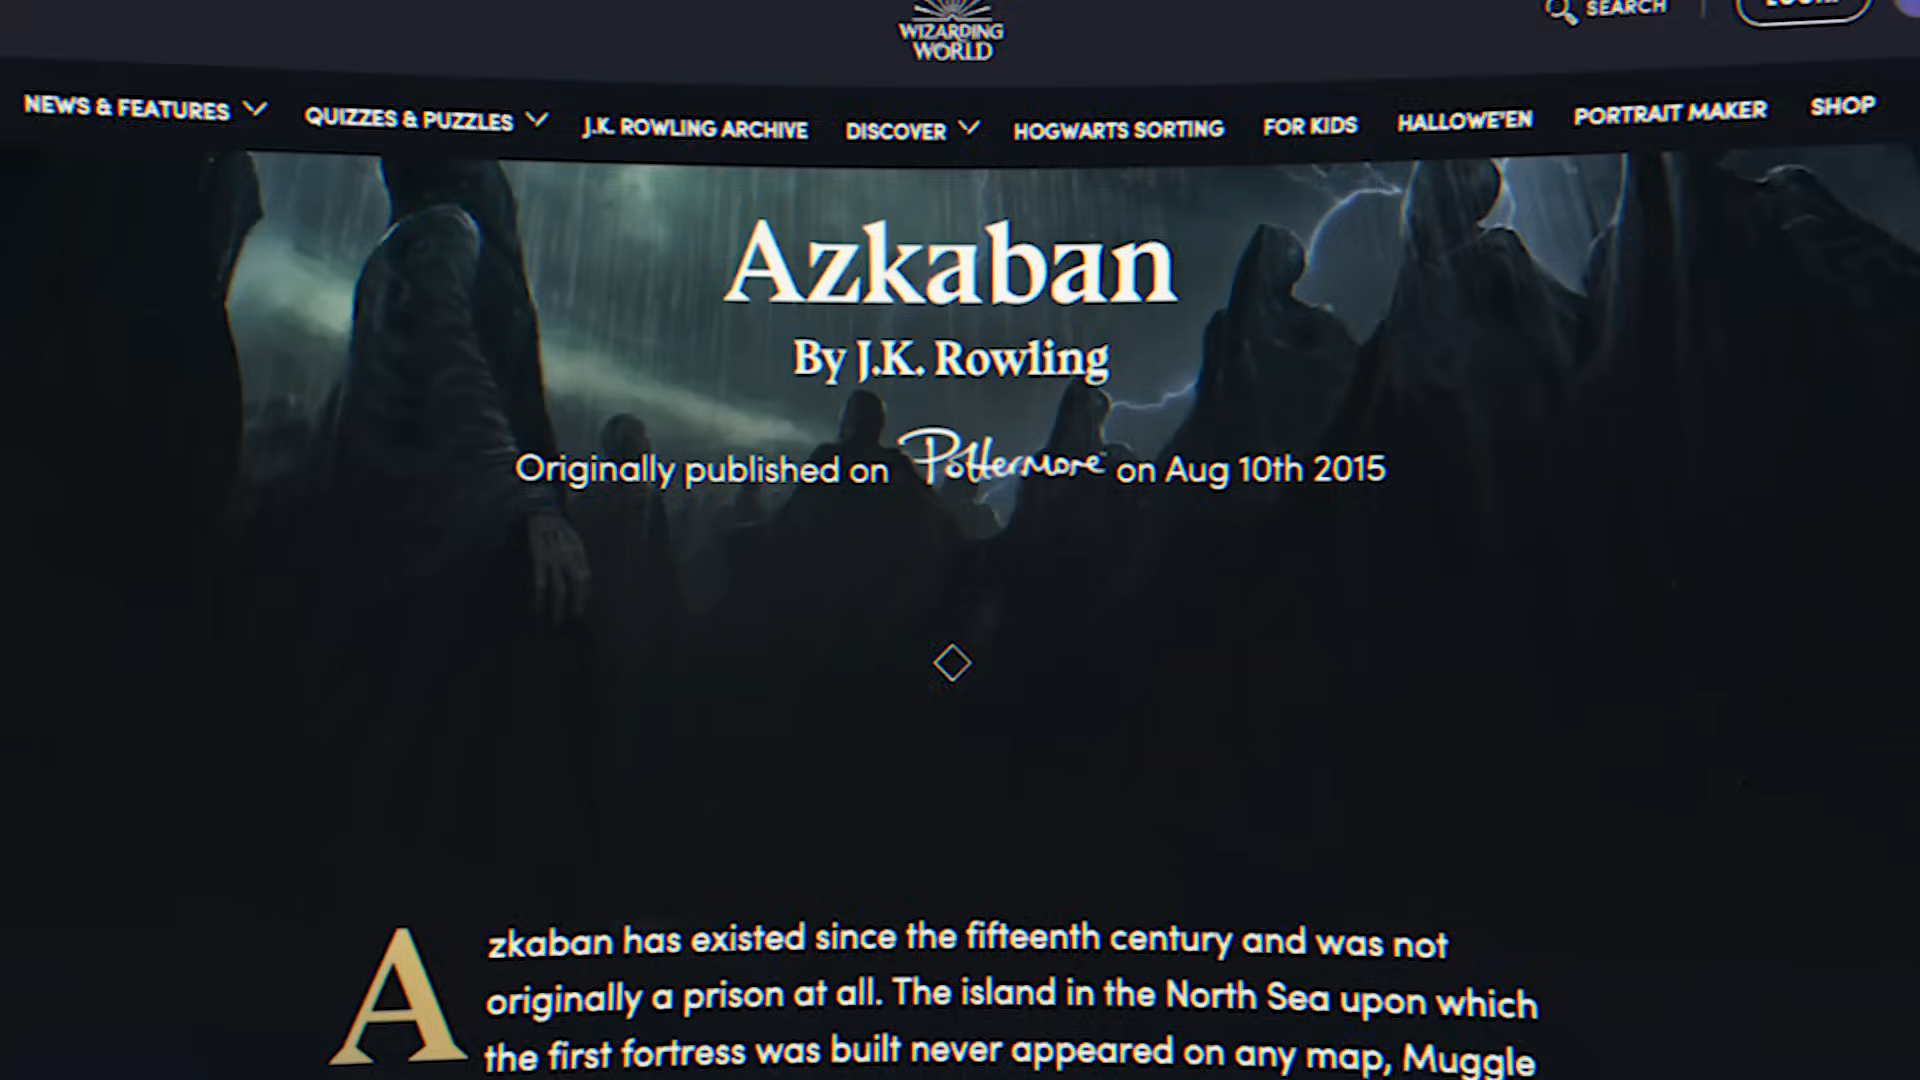 WIZARDING
WORLD
SEARCH
NEWS & FEATURES
QUIZZES & PUZZLES
J.K. ROWLING ARCHIVE
DISCOVER
HOGWARTS SORTING
FOR KIDS
HALLOWE'EN
PORTRAIT MAKER
SHOP
Azkaban
By J.K. Rowling
Originally published on Pottermore on Aug 10th 2015
Azkaban has existed since the fifteenth century and was not
originally a prison at all. The island in the North Sea upon which
the first fortress was built never appeared on any map, Muggle